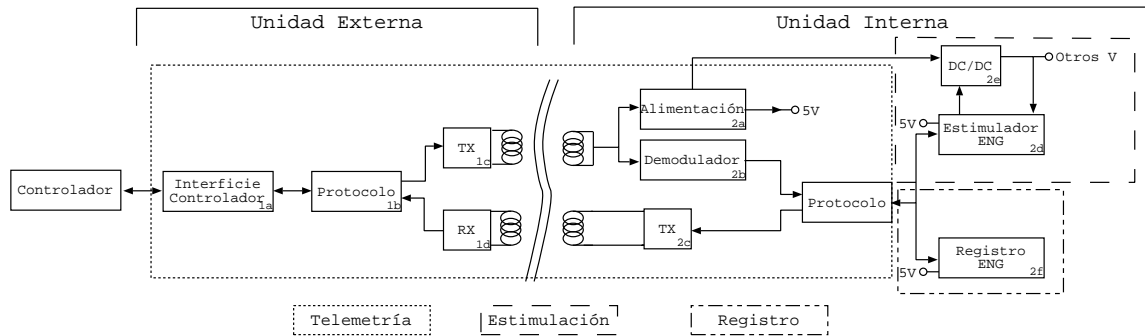 Unidad Externa
Unidad Interna
Controlador
Interficie
Controlador
1a
Protocolo
1b
TX
1c
RX
1d
Alimentación
2a
5V
Demodulador
2b
TX
2c
Protocolo
DC/DC
2e
Otros V
5V
Estimulador
ENG
2d
Registro
ENG
5V
2f
Telemetría
Estimulación
Registro